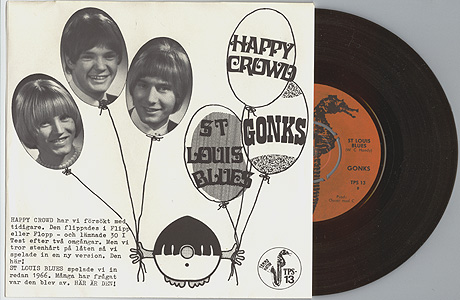 HAPPY
CROWD
ST
LOUIS
BLUES
GONKS
HAPPY CROWD har vi försökt med
tidigare. Den flippades i Flipp
eller Flopp - och lämnade 10 I
Test efter två omgångar. Men vi
tror stenhårt på låten så vi
spelade in en ny version. Den
här!
ST LOUIS BLUES spelade vi in
redan 1966. Många har frågat
var den blev av. HÄR ÄR DEN!
TPS-
13
ST LOUIS
BLUES
GONKS
TPS 13